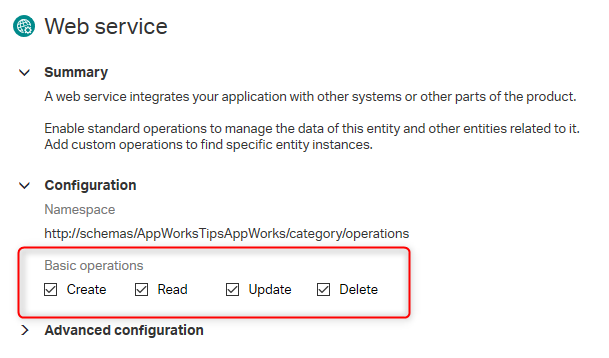 Web service
Summary
A web service integrates your application with other systems or other parts of the product.
Enable standard operations to manage the data of this entity and other entities related to it.
Add custom operations to find specific entity instances.
Configuration
Namespace
http://schemas/AppWorksTipsAppWorks/category/operations
Basic operations
Create Read Update Delete
Advanced configuration